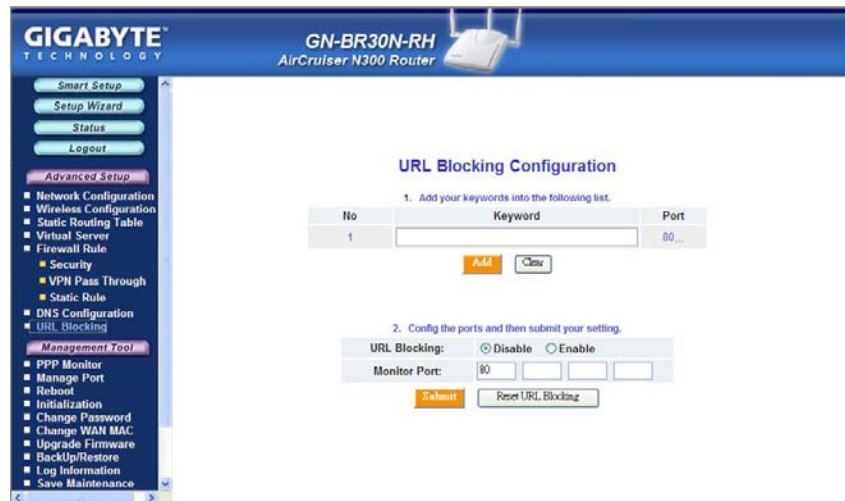 GIGABYTE™
TECHNOLOGY
GN-BR30N-RH
AirCruiser N300 Router
Smart Setup
Setup Wizard
Status
Logout
Advanced Setup
Network Configuration
Wireless Configuration
Static Routing Table
Virtual Server
Firewall Rule
Security
VPN Pass Through
Static Rule
DNS Configuration
URL Blocking
Management Tool
PPP Monitor
Manage Port
Reboot
Initialization
Change Password
Change WAN MAC
Upgrade Firmware
BackUp/Restore
Log Information
Save Maintenance
URL Blocking Configuration
1. Add your keywords into the following list.
No Keyword Port
1 80,..
Add Clear
2. Config the ports and then submit your setting.
URL Blocking: Disable Enable
Monitor Port: 80
Submit Reset URL Blocking